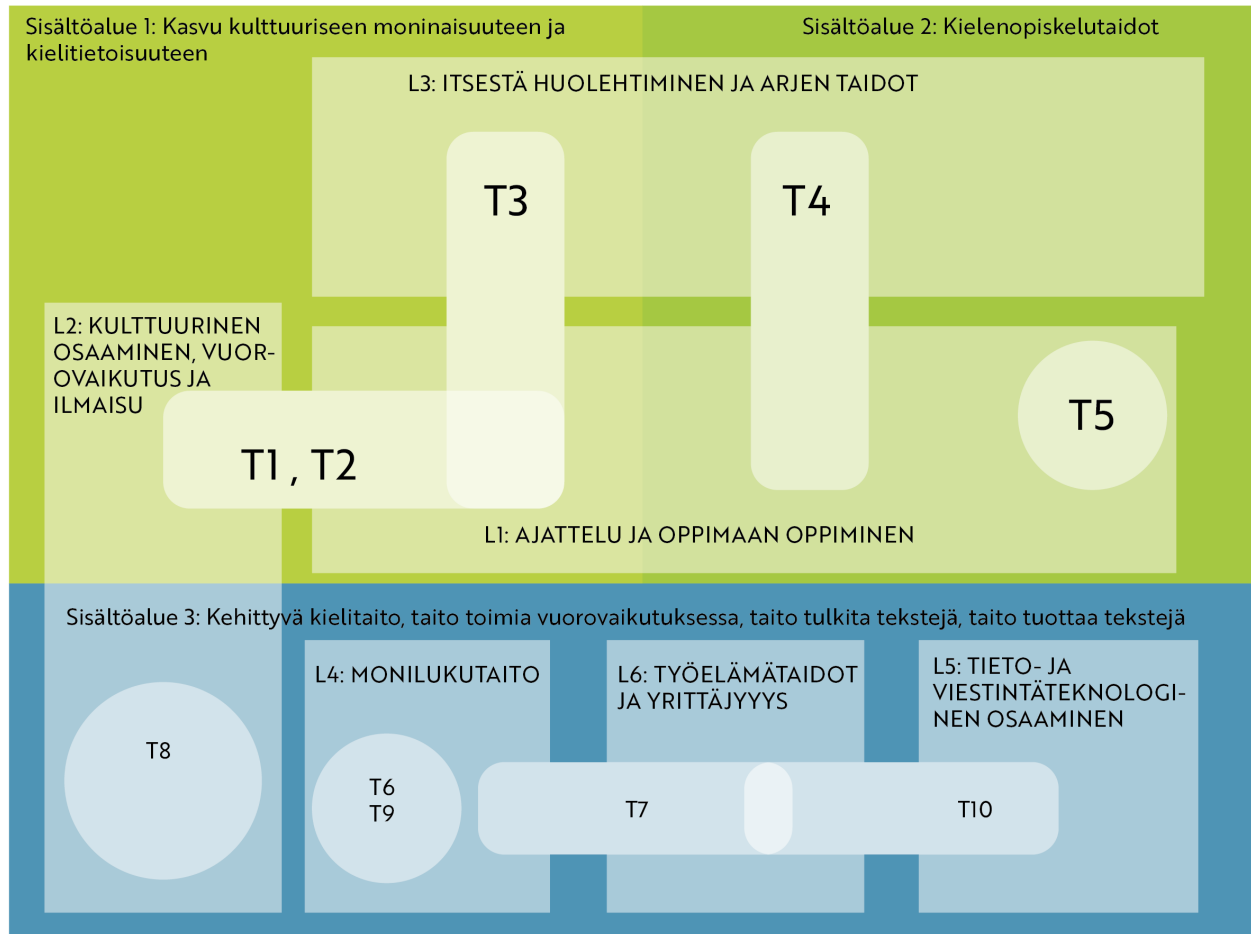 Sisältöalue 1: Kasvu kulttuuriseen moninaisuuteen ja
kielitietoisuuteen
Sisältöalue 2: Kielenopiskelutaidot
L3: ITSESTÄ HUOLEHTIMINEN JA ARJEN TAIDOT
T3
T4
L2: KULTTUURINEN
OSAAMINEN, VUOR-
OVAIKUTUS JA
ILMAISU
T5
T1 , T2
L1: AJATTELU JA OPPIMAAN OPPIMINEN
Sisältöalue 3: Kehittyvä kielitaito, taito toimia vuorovaikutuksessa, taito tulkita tekstejä, taito tuottaa tekstejä
L4: MONILUKUTAITO
L6: TYÖELÄMÄTAIDOT
JA YRITTÄJYYYS
L5: TIETO- JA
VIESTINTÄTEKNOLOGI-
NEN OSAAMINEN
T8
T6
T9
T7
T10